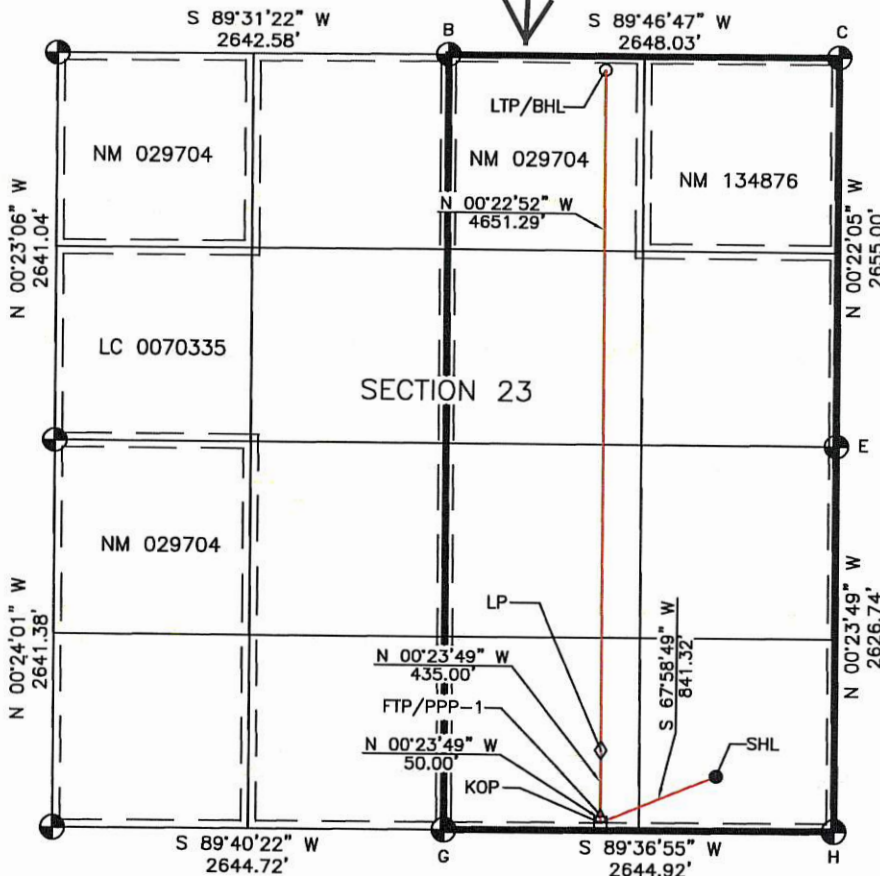 S 89°31'22" W
2642.58'
S 89°46'47" W
2648.03'
B
C
LTP/BHL
NM 029704
NM 029704
NM 134876
N 00°23'06" W
2641.04'
N 00°22'52" W
4651.29'
N 00°22'05" W
2655.00'
LC 0070335
SECTION 23
E
NM 029704
LP
N 00°24'01" W
2641.38'
N 00°23'49" W
435.00'
S 67°58'49" W
841.32'
N 00°23'49" W
2626.74'
FTP/PPP-1
N 00°23'49" W
50.00'
SHL
KOP
S 89°40'22" W
2644.72'
G
S 89°36'55" W
2644.92'
H